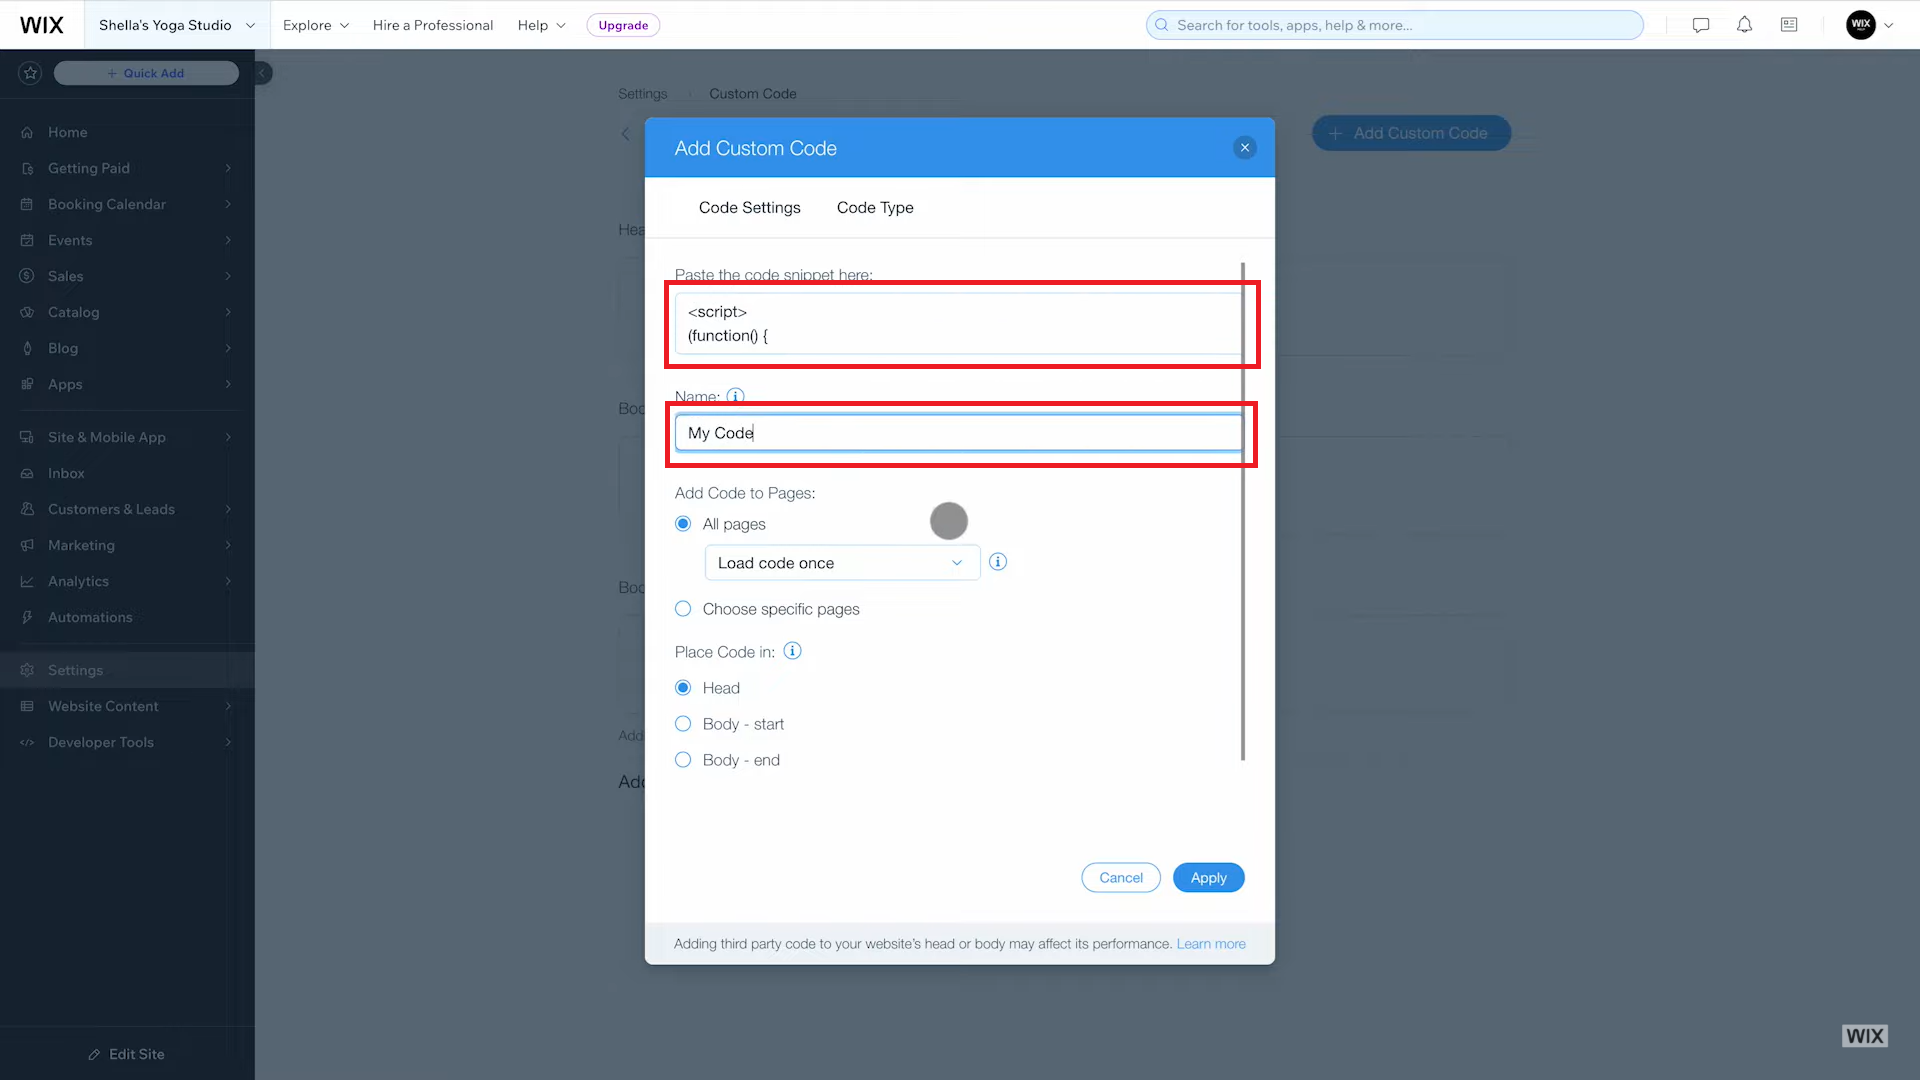 WIX
Shella's Yoga Studio
Explore
Hire a Professional
Help
Upgrade
Search for tools, apps, help & more...
WIX
+ Quick Add
Home
Getting Paid
Booking Calendar
Events
Sales
Catalog
Blog
Apps
Site & Mobile App
Inbox
Customers & Leads
Marketing
Analytics
Automations
Settings
Website Content
Developer Tools
Edit Site
Settings
Custom Code
+ Add Custom Code
Hea
Boo
Add
Add
Add Custom Code
Code Settings
Code Type
Paste the code snippet here:
<script>
(function() {
Name:
My Code
Add Code to Pages:
All pages
Load code once
Choose specific pages
Place Code in:
Head
Body - start
Body - end
Cancel
Apply
Adding third party code to your website's head or body may affect its performance. Learn more
WIX